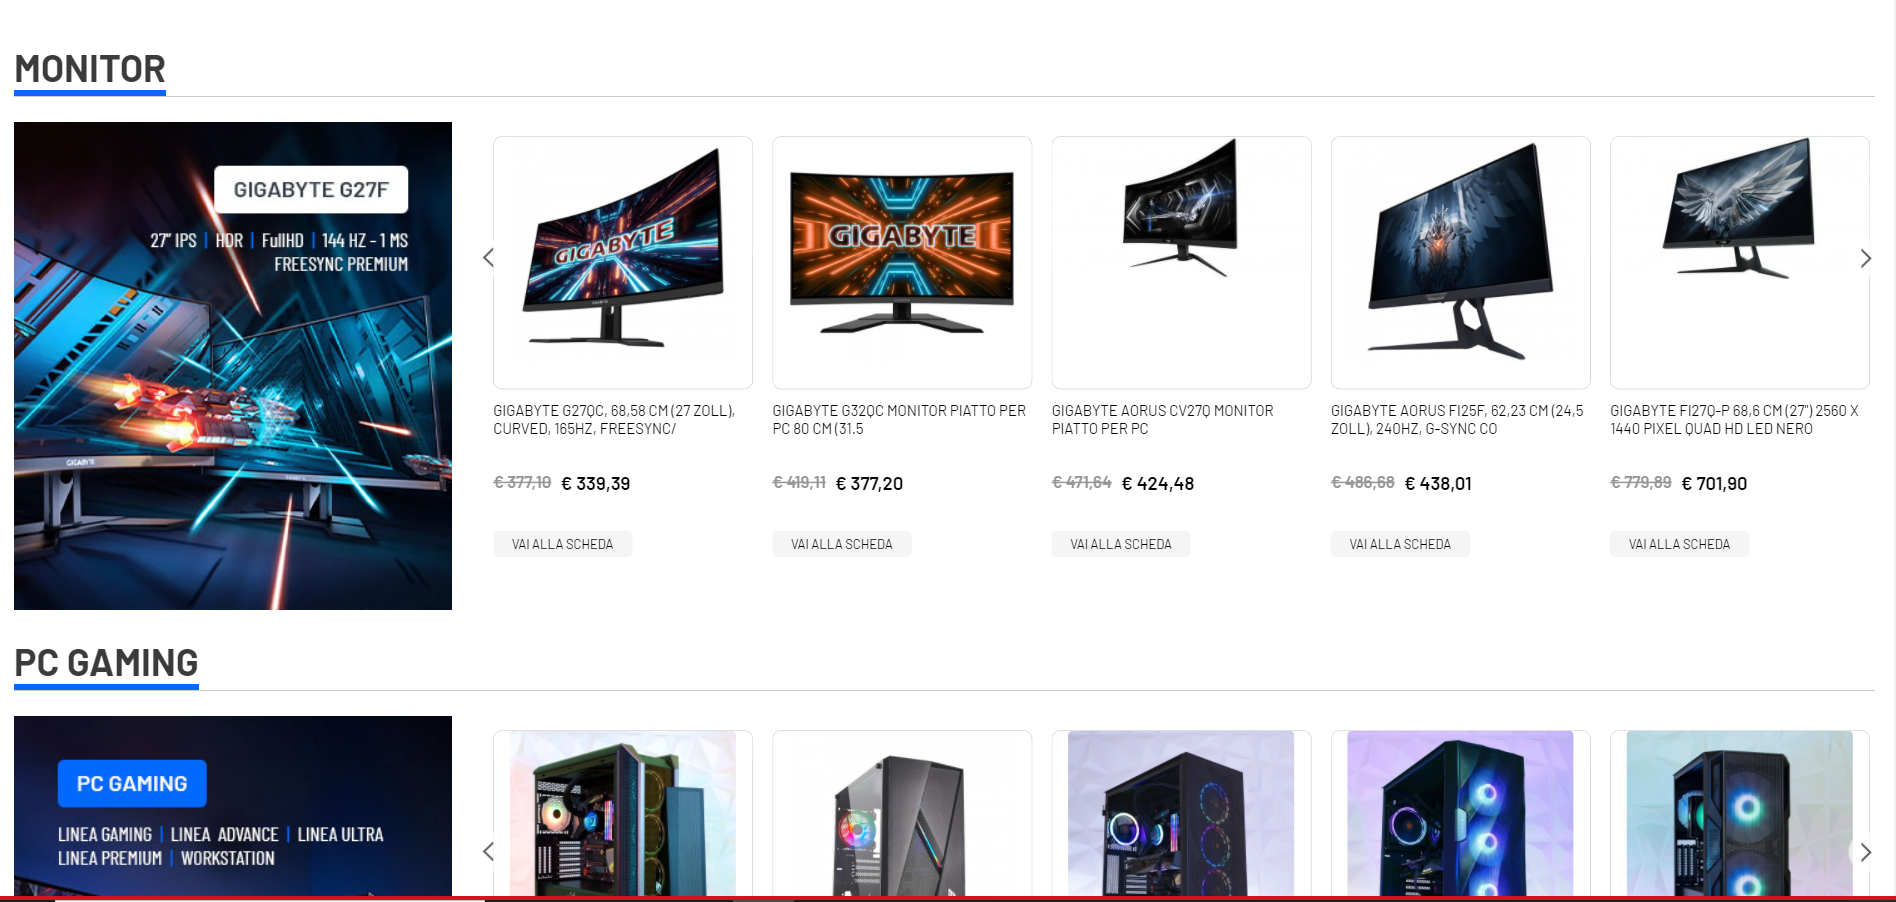 MONITOR
GIGABYTE G27F
27" IPS | HDR | FullHD | 144 HZ - 1 MS
FREESYNC PREMIUM
GIGABYTE
GIGABYTE
GIGABYTE
GIGABYTE G27QC, 68,58 CM (27 ZOLL),
CURVED, 165HZ, FREESYNC/
€ 377,10 € 339,39
VAI ALLA SCHEDA
GIGABYTE G32QC MONITOR PIATTO PER
PC 80 CM (31.5
€ 419,11 € 377,20
VAI ALLA SCHEDA
GIGABYTE AORUS CV27Q MONITOR
PIATTO PER PC
€ 471,64 € 424,48
VAI ALLA SCHEDA
GIGABYTE AORUS FI25F, 62,23 CM (24,5
ZOLL), 240HZ, G-SYNC CO
€ 486,68 € 438,01
VAI ALLA SCHEDA
GIGABYTE FI27Q-P 68,6 CM (27") 2560 X
1440 PIXEL QUAD HD LED NERO
€ 779,89 € 701,90
VAI ALLA SCHEDA
PC GAMING
PC GAMING
LINEA GAMING | LINEA ADVANCE | LINEA ULTRA
LINEA PREMIUM | WORKSTATION